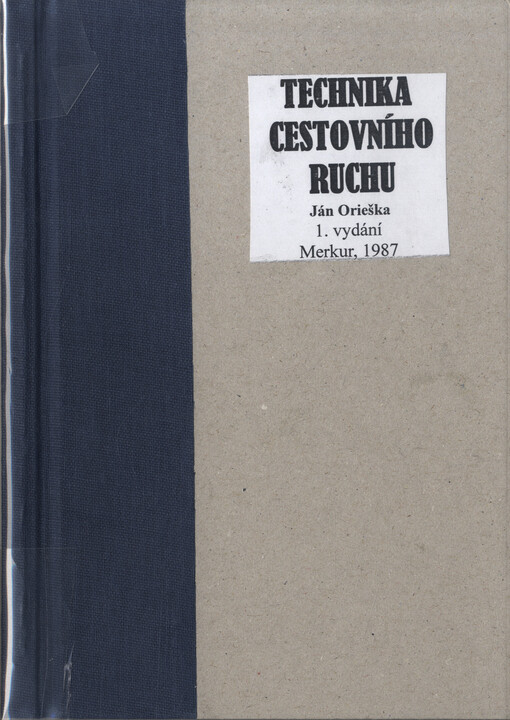 TECHNIKA
CESTOVNÍHO
RUCHU
Ján Orieška
1. vydání
Merkur, 1987